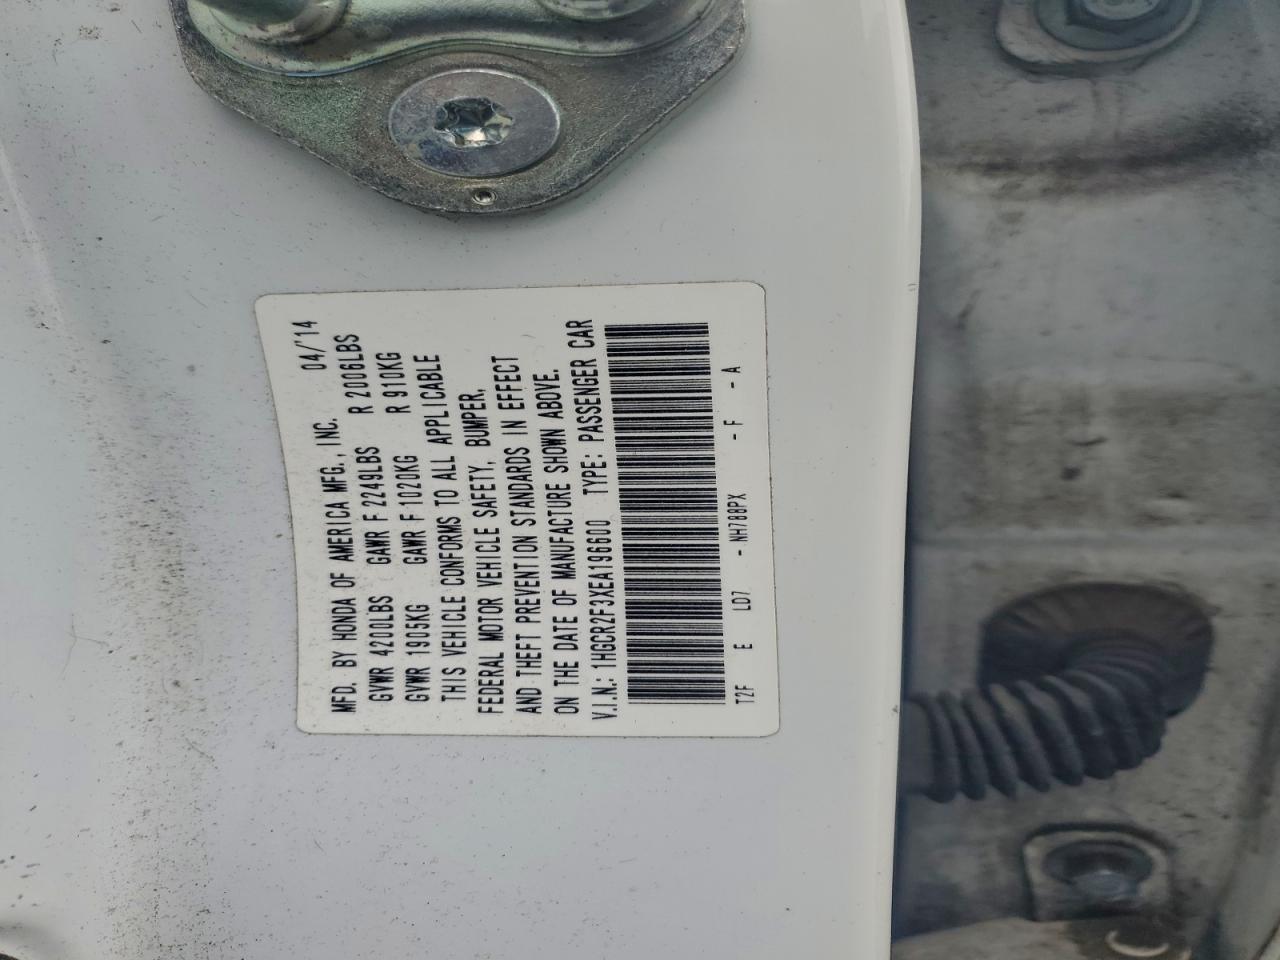 MFD. BY HONDA OF AMERICA MFG., INC. 04/'14
GVWR 4200LBS GAWR F 2249LBS R 2006LBS
GVWR 1905KG GAWR F 1020KG R 910KG
THIS VEHICLE CONFORMS TO ALL APPLICABLE
FEDERAL MOTOR VEHICLE SAFETY, BUMPER,
AND THEFT PREVENTION STANDARDS IN EFFECT
ON THE DATE OF MANUFACTURE SHOWN ABOVE.
V.I.N.: 1HGCR2F3XEA196600 TYPE: PASSENGER CAR
T2F E LD7 - NH788PX - F - A